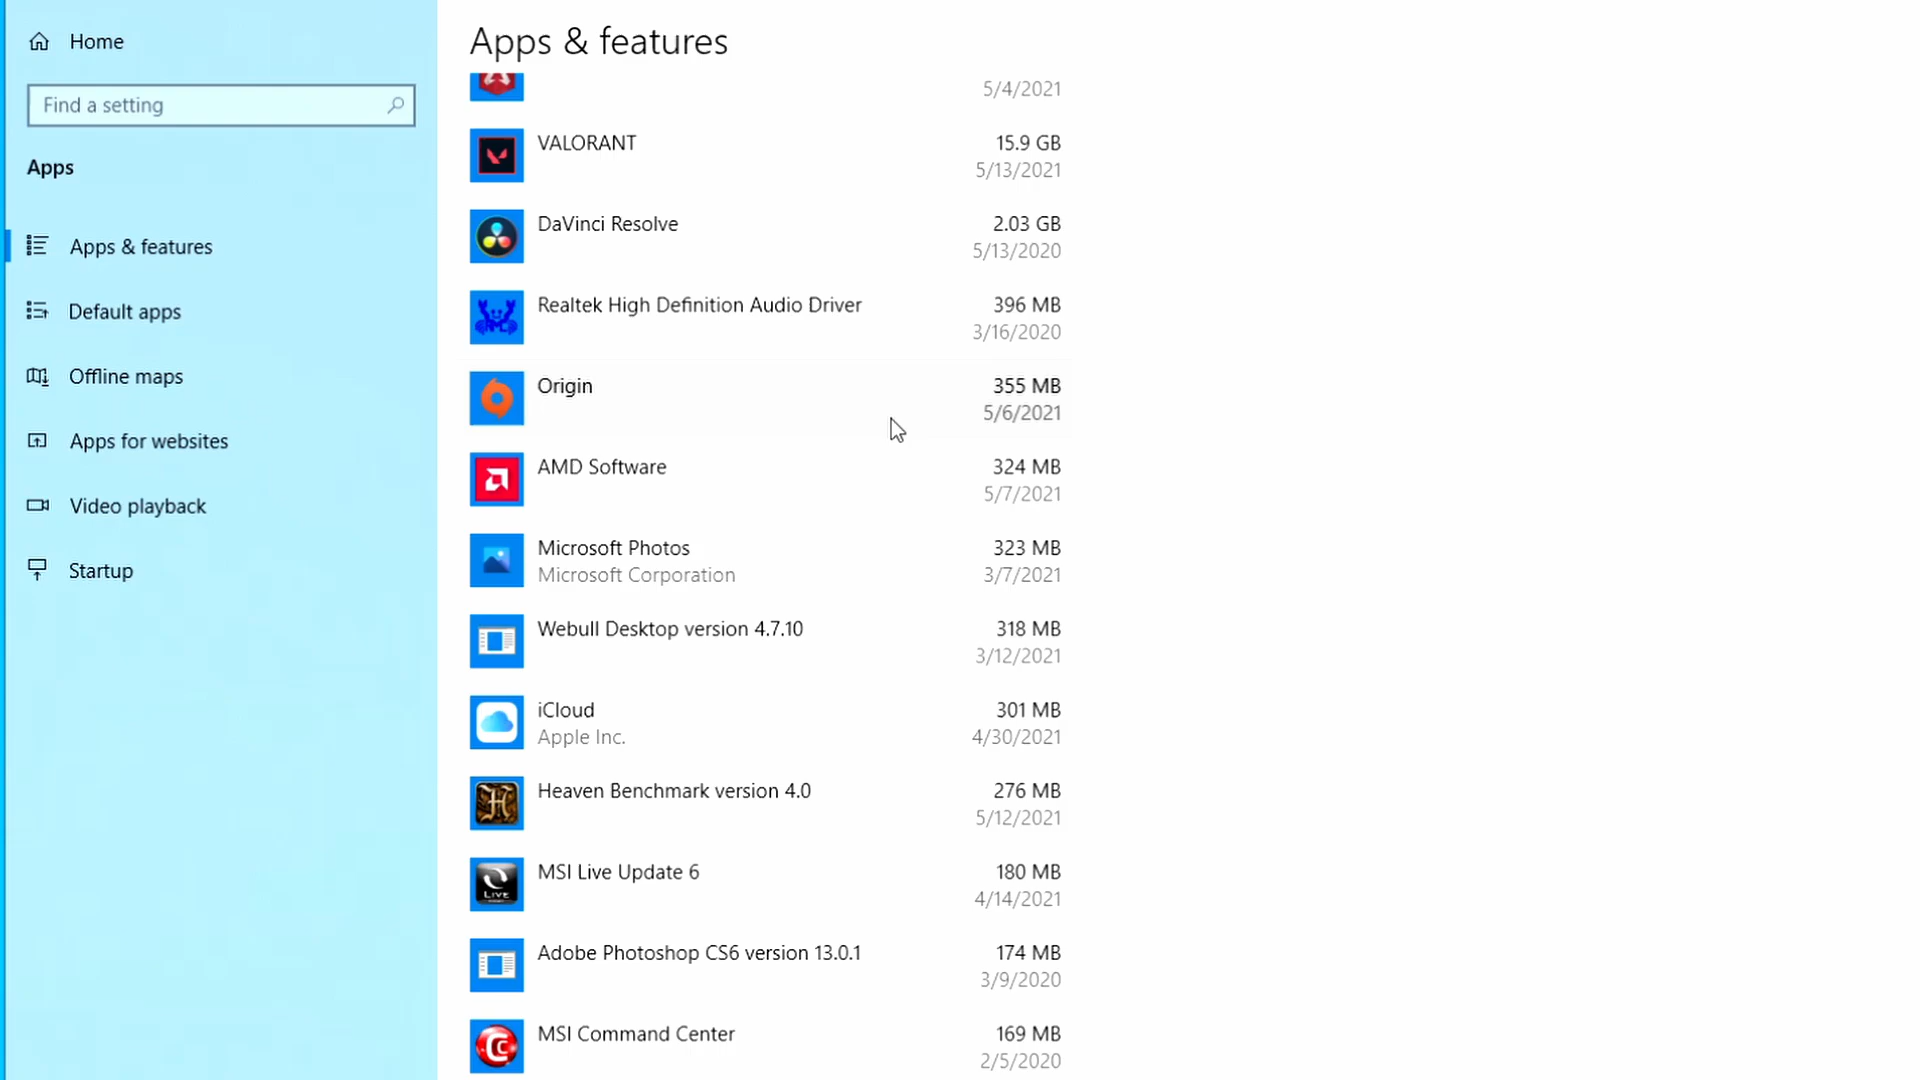 Home
Find a setting
Apps
Apps & features
Default apps
Offline maps
Apps for websites
Video playback
Startup
Apps & features
5/4/2021
VALORANT 15.9 GB
5/13/2021
DaVinci Resolve 2.03 GB
5/13/2020
Realtek High Definition Audio Driver 396 MB
3/16/2020
Origin 355 MB
5/6/2021
AMD Software 324 MB
5/7/2021
Microsoft Photos 323 MB
Microsoft Corporation 3/7/2021
Webull Desktop version 4.7.10 318 MB
3/12/2021
iCloud 301 MB
Apple Inc. 4/30/2021
Heaven Benchmark version 4.0 276 MB
5/12/2021
LIVE
MSI Live Update 6 180 MB
4/14/2021
Adobe Photoshop CS6 version 13.0.1 174 MB
3/9/2020
MSI Command Center 169 MB
2/5/2020